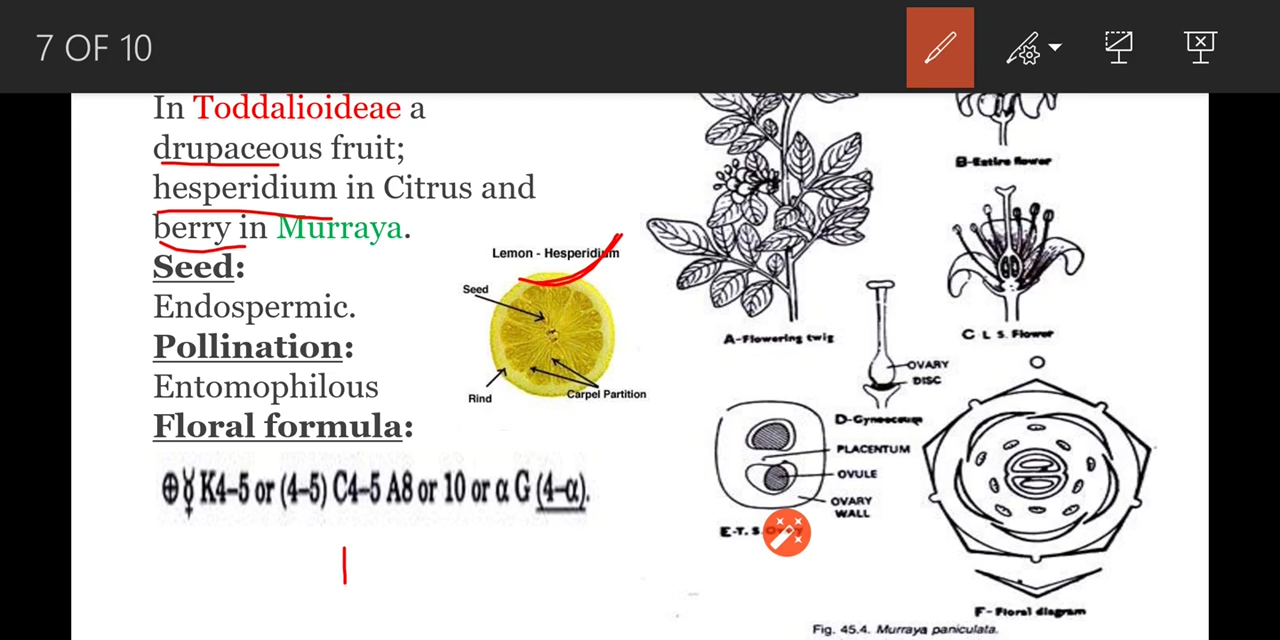 7 OF 10
In Toddalioideae a
drupaceous fruit;
hesperidium in Citrus and
berry in Murraya.
Seed:
Endospermic.
Pollination:
Entomophilous
Floral formula:
⊕☿ K4–5 or (4–5) C4–5 A8 or 10 or α G (4–α).
Lemon - Hesperidium
Seed
Rind
Carpel Partition
A-Flowering twig
B-Entire flower
C L S. Flower
OVARY
DISC
D-Gynoecium
PLACENTUM
OVULE
OVARY
WALL
E-T. S.
F-Floral diagram
Fig. 45.4. Murraya paniculata.